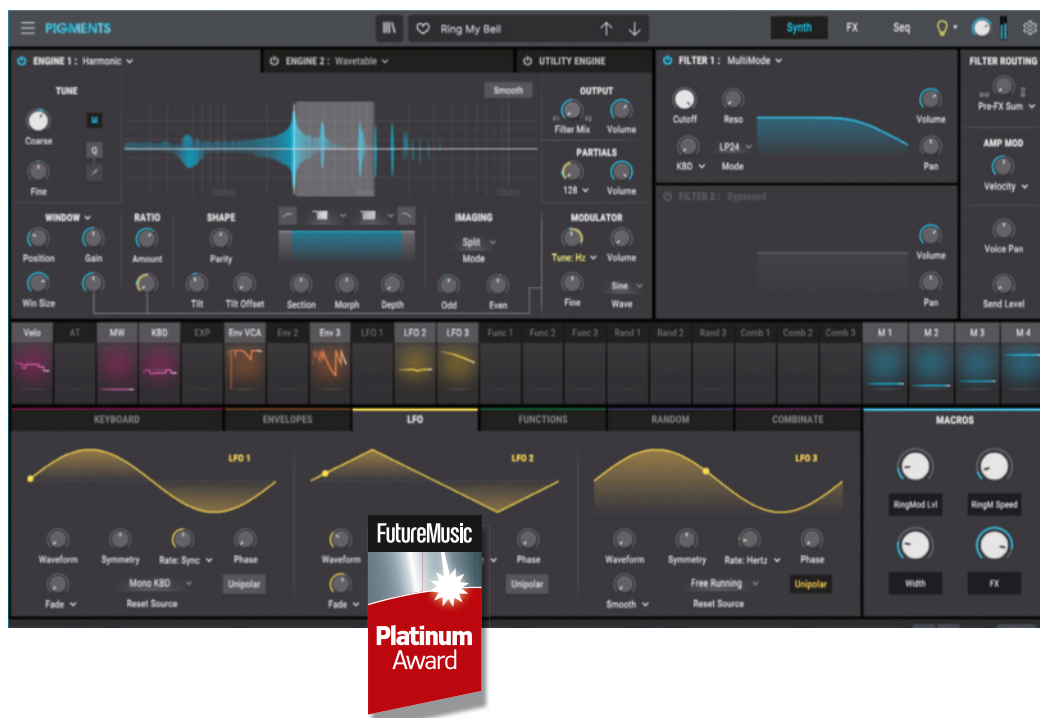 PIGMENTS
Ring My Bell
Synth FX Seq
ENGINE 1: Harmonic
ENGINE 2: Wavetable
UTILITY ENGINE
FILTER 1: MultiMode
FILTER ROUTING
TUNE
Smooth
OUTPUT
Coarse
Q
F1 F2
Filter Mix Volume
Cutoff Reso
Volume
Pre-FX Sum
PARTIALS
LP24
AMP MOD
Fine
100Hz 1kHz 10kHz
128 Volume
KBD Mode
Pan
Velocity
FILTER 2: Bypassed
WINDOW RATIO SHAPE
IMAGING
MODULATOR
Split
Position Gain Amount Parity
Mode
Tune: Hz Volume
Volume
Voice Pan
Sine
Win Size
Tilt Tilt Offset Section Morph Depth Odd Even
Fine Wave
Pan
Send Level
Velo AT MW KBD EXP Env VCA Env 2 Env 3 LFO 1 LFO 2 LFO 3 Func 1 Func 2 Func 3 Rand 1 Rand 2 Rand 3 Comb 1 Comb 2 Comb 3 M 1 M 2 M 3 M 4
KEYBOARD ENVELOPES LFO FUNCTIONS RANDOM COMBINATE MACROS
LFO 1
LFO 2
LFO 3
RingMod Lvl RingM Speed
Waveform Symmetry Rate: Sync Phase
Waveform Phase
Waveform Symmetry Rate: Hertz Phase
Mono KBD Unipolar
Unipolar
Free Running Unipolar
Width FX
Fade Reset Source
Fade
Smooth Reset Source
FutureMusic
Platinum
Award